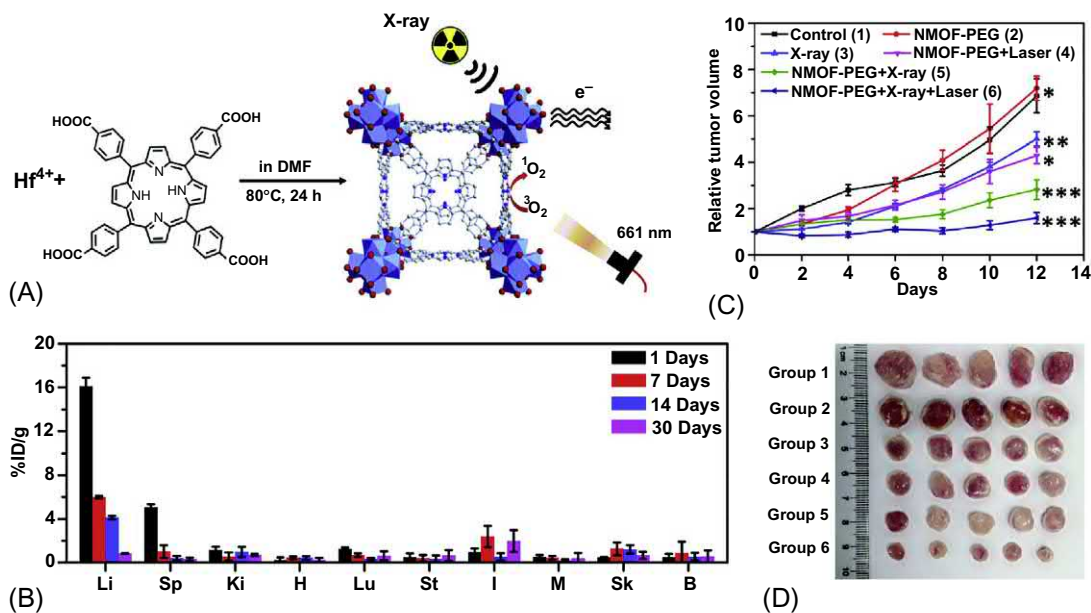 X-ray
e⁻
HOOC
COOH
Hf⁴⁺+
NH
N
N
HN
in DMF
80°C, 24 h
¹O₂
³O₂
661 nm
HOOC
COOH
(A)
Relative tumor volume
10
8
6
4
2
0
Control (1)
NMOF-PEG (2)
X-ray (3)
NMOF-PEG+Laser (4)
NMOF-PEG+X-ray (5)
NMOF-PEG+X-ray+Laser (6)
*
**
*
***
***
0 2 4 6 8 10 12 14
Days
(C)
%ID/g
20
16
12
8
4
0
1 Days
7 Days
14 Days
30 Days
Li Sp Ki H Lu St I M Sk B
(B)
Group 1
Group 2
Group 3
Group 4
Group 5
Group 6
(D)